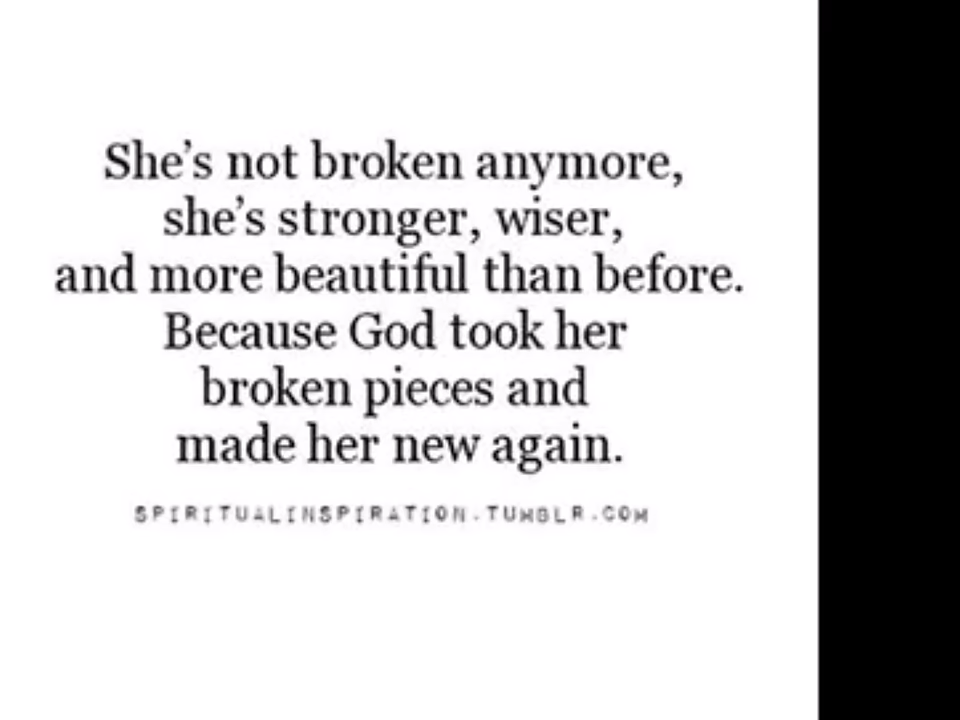 She’s not broken anymore,
she’s stronger, wiser,
and more beautiful than before.
Because God took her
broken pieces and
made her new again.
SPIRITUALINSPIRATION.TUMBLR.COM